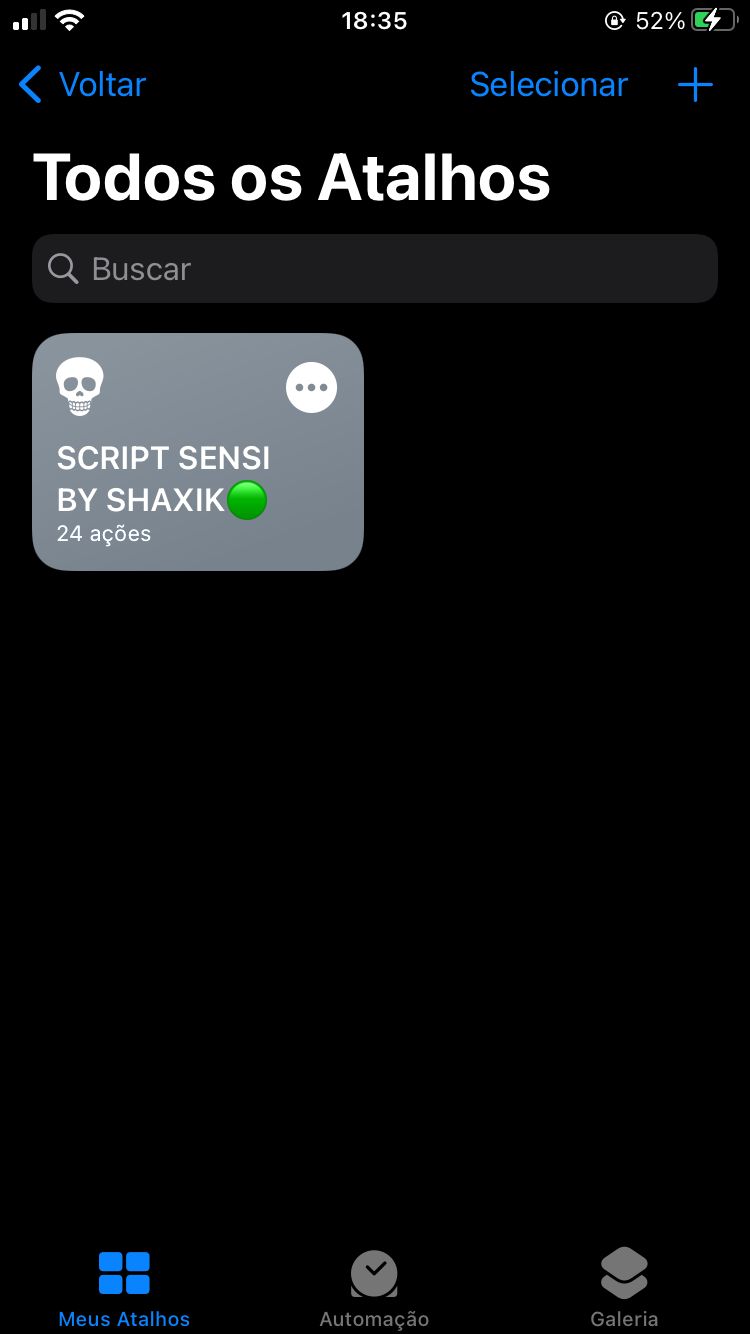 18:35
52%
Voltar
Selecionar
Todos os Atalhos
Buscar
SCRIPT SENSI
BY SHAXIK🟢
24 ações
Meus Atalhos
Automação
Galeria